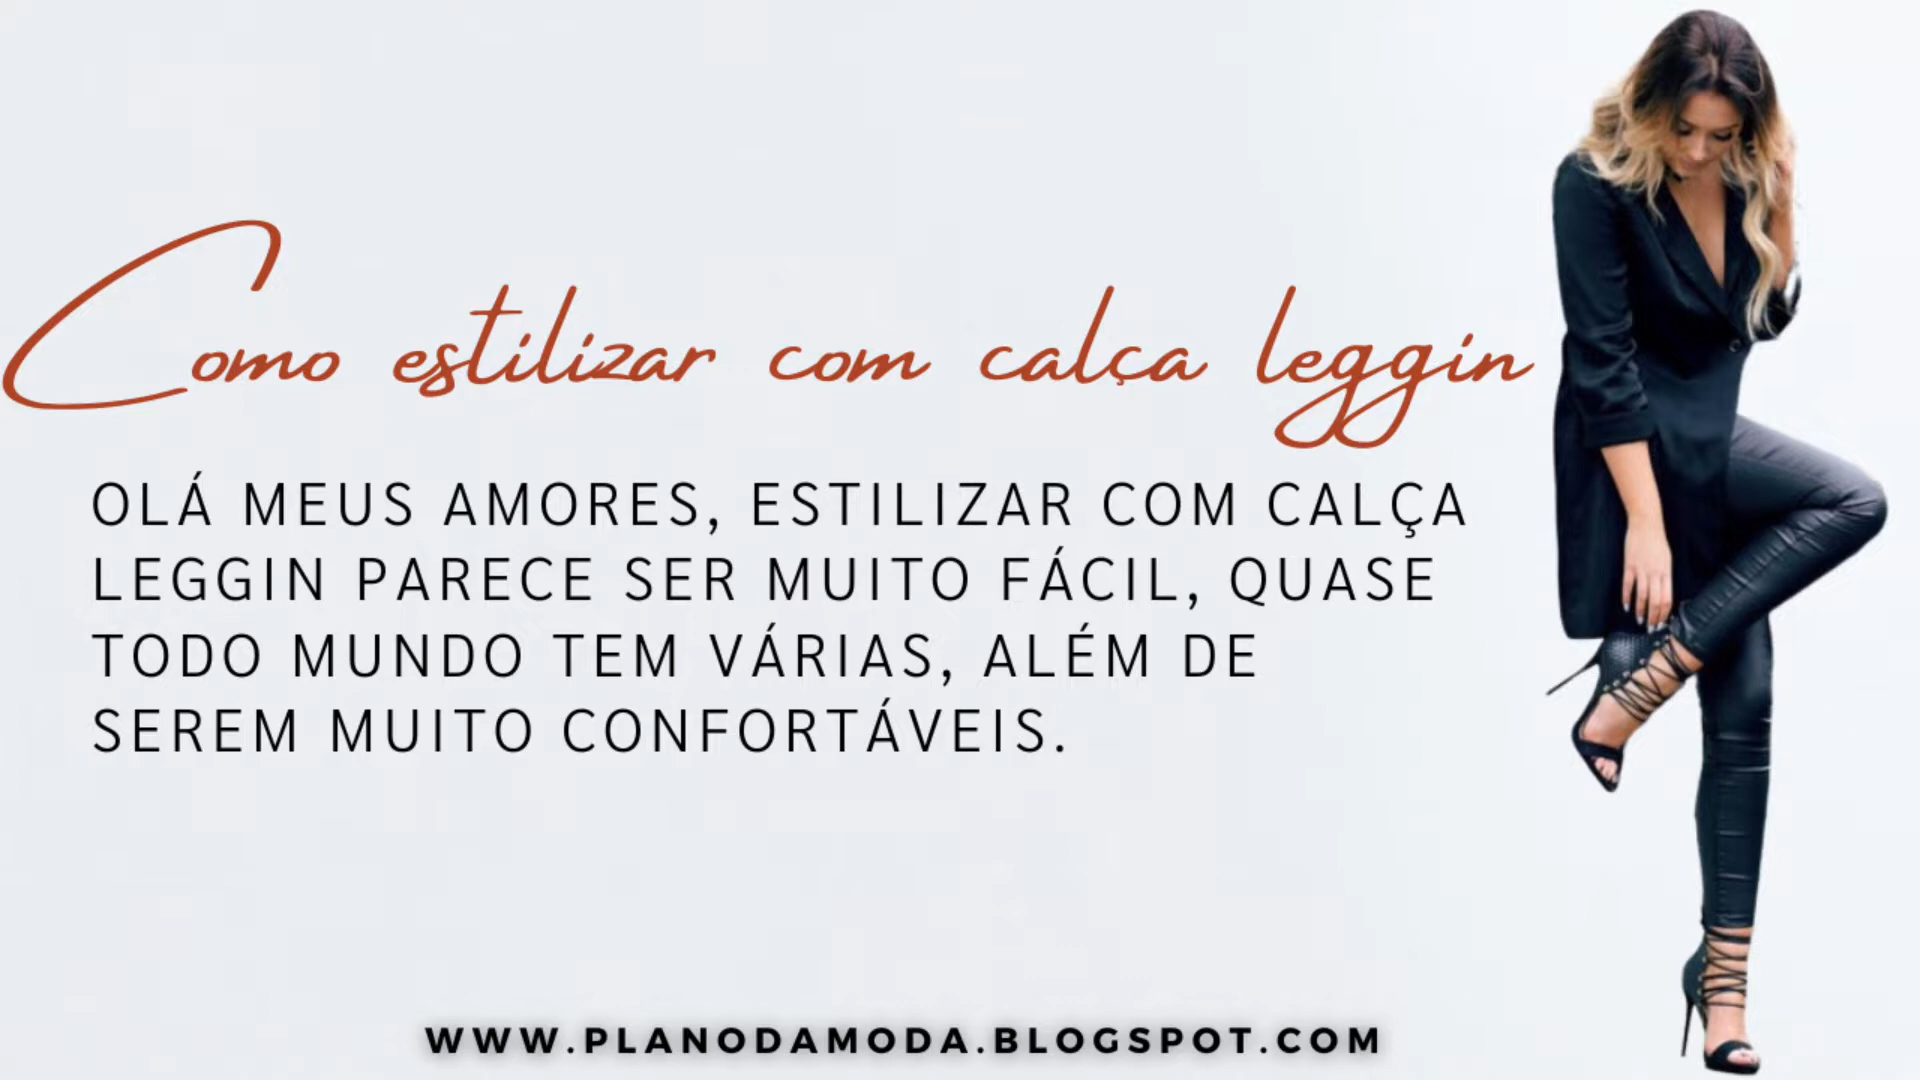 Como estilizar com calça leggin
OLÁ MEUS AMORES, ESTILIZAR COM CALÇA
LEGGIN PARECE SER MUITO FÁCIL, QUASE
TODO MUNDO TEM VÁRIAS, ALÉM DE
SEREM MUITO CONFORTÁVEIS.
WWW.PLANODAMODA.BLOGSPOT.COM